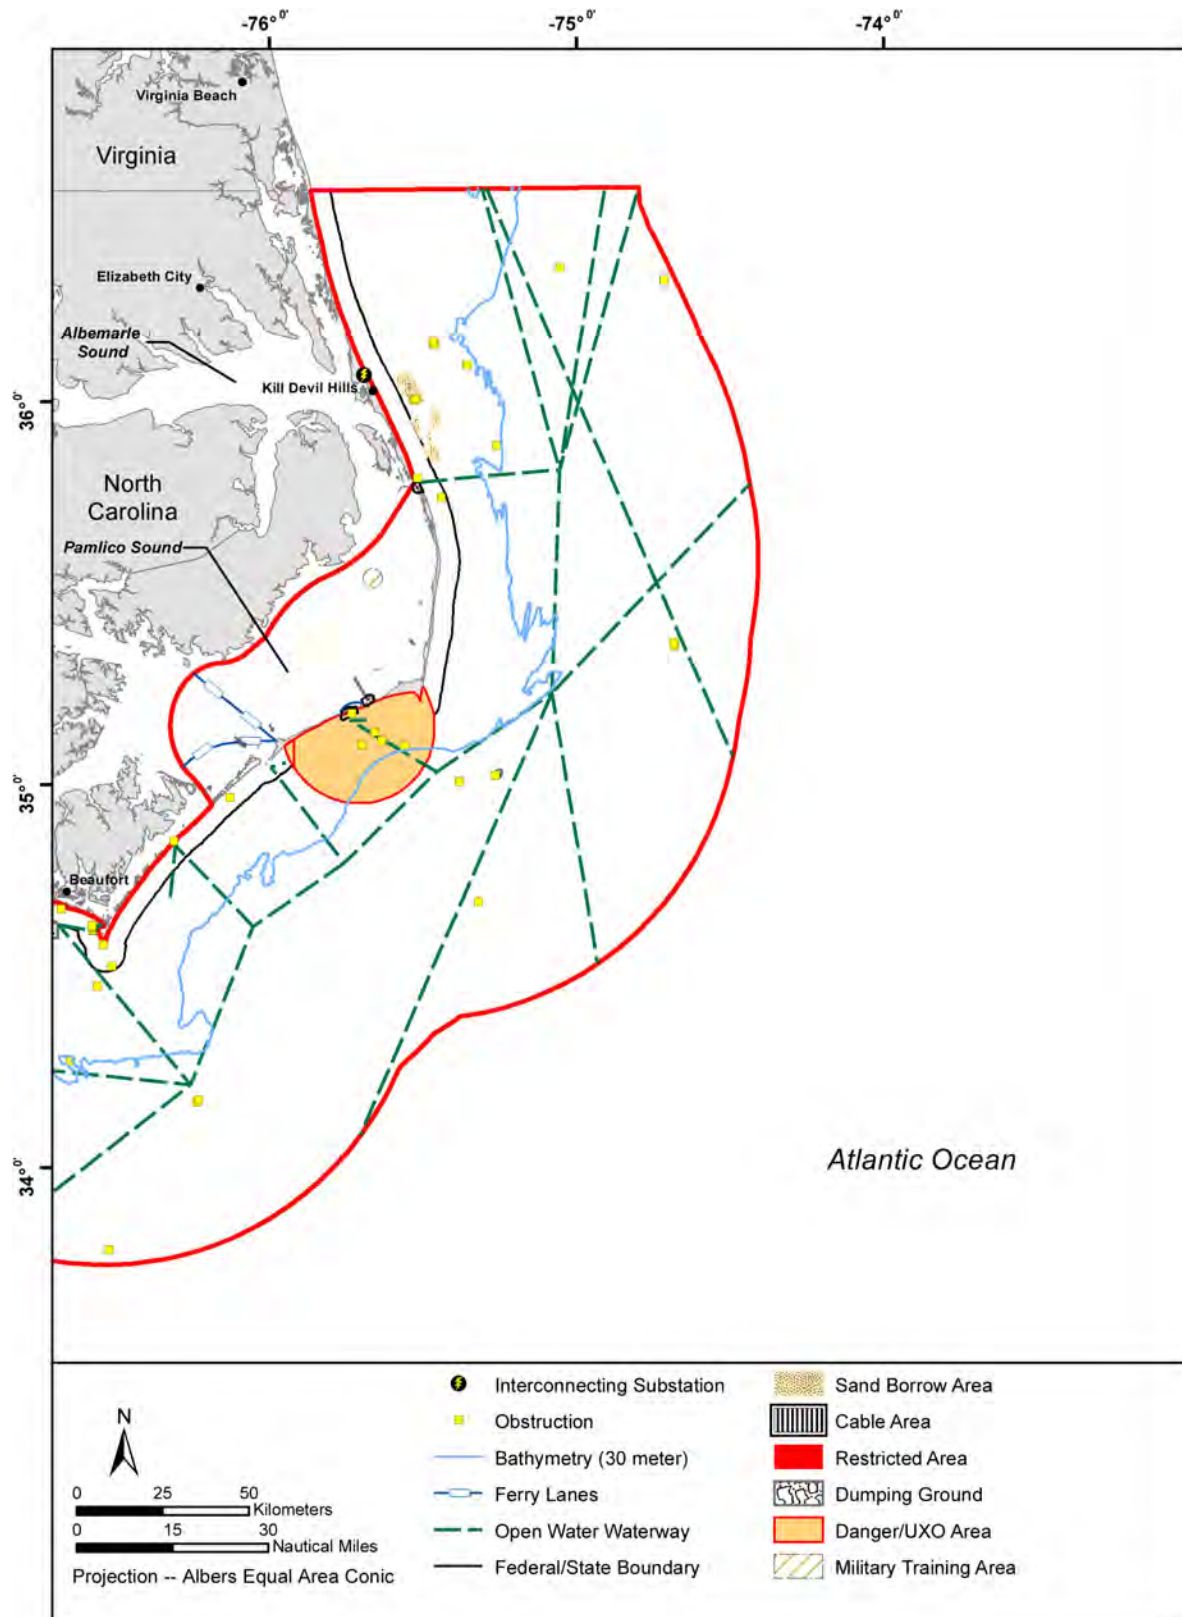 -76°0'
-75°0'
-74°0'
Virginia Beach
Virginia
Elizabeth City
Albemarle
Sound
Kill Devil Hills
36°0'
North
Carolina
Pamlico Sound
35°0'
Beaufort
34°0'
Atlantic Ocean
N
0 25 50
Kilometers
0 15 30
Nautical Miles
Projection -- Albers Equal Area Conic
Interconnecting Substation
Obstruction
Bathymetry (30 meter)
Ferry Lanes
Open Water Waterway
Federal/State Boundary
Sand Borrow Area
Cable Area
Restricted Area
Dumping Ground
Danger/UXO Area
Military Training Area